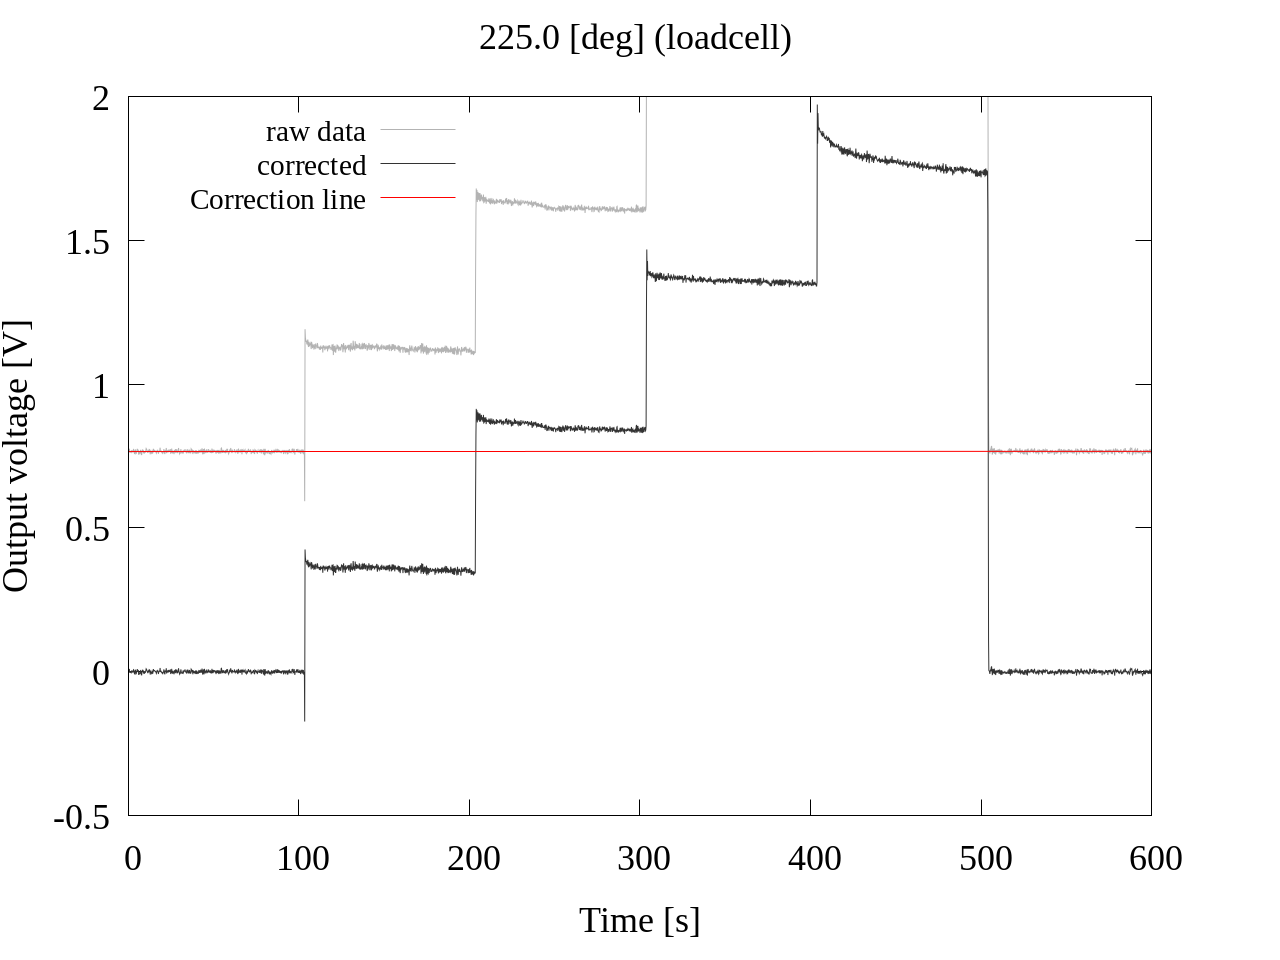 225.0 [deg] (loadcell)
raw data
corrected
Correction line
Output voltage [V]
2
1.5
1
0.5
0
-0.5
0 100 200 300 400 500 600
Time [s]